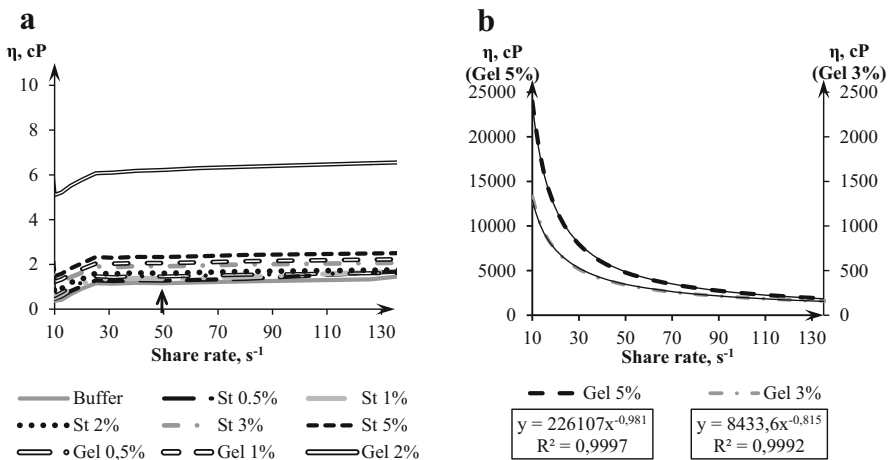 a
η, cP
10
8
6
4
2
0
10 30 50 70 90 110 130
Share rate, s⁻¹
Buffer St 0.5% St 1%
St 2% St 3% St 5%
Gel 0,5% Gel 1% Gel 2%
b
η, cP η, cP
(Gel 5%) (Gel 3%)
25000 2500
20000 2000
15000 1500
10000 1000
5000 500
0 0
10 30 50 70 90 110 130
Share rate, s⁻¹
Gel 5% Gel 3%
y = 226107x⁻⁰,⁹⁸¹ y = 8433,6x⁻⁰,⁸¹⁵
R² = 0,9997 R² = 0,9992